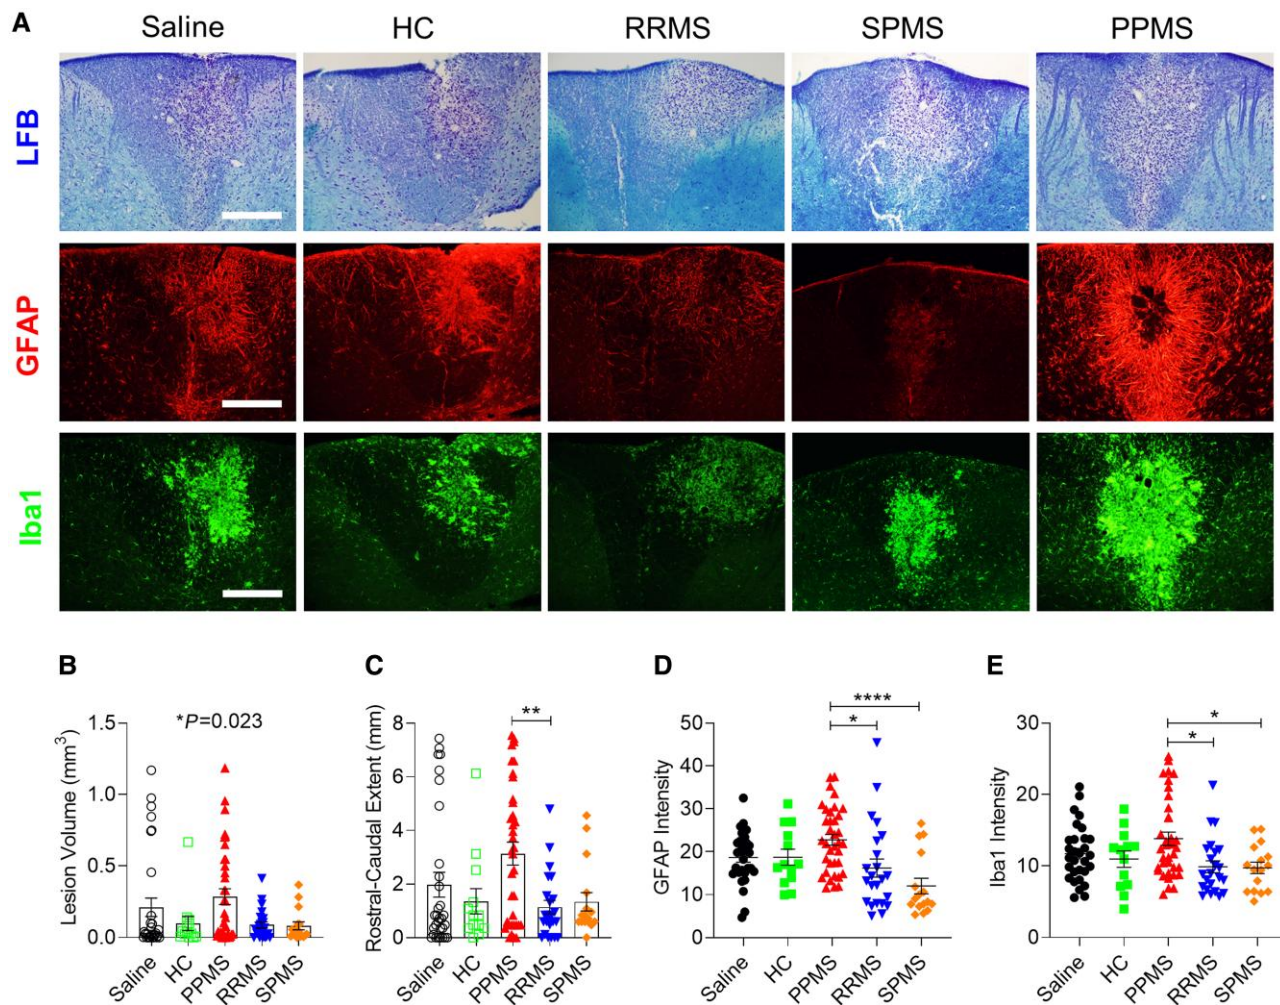 A
Saline HC RRMS SPMS PPMS
LFB
GFAP
Iba1
B
*P=0.023
Lesion Volume (mm³)
1.5
1.0
0.5
0.0
Saline HC PPMS RRMS SPMS
C
**
Rostral-Caudal Extent (mm)
8
6
4
2
0
Saline HC PPMS RRMS SPMS
D
****
*
GFAP Intensity
50
40
30
20
10
0
Saline HC PPMS RRMS SPMS
E
*
*
Iba1 Intensity
30
20
10
0
Saline HC PPMS RRMS SPMS